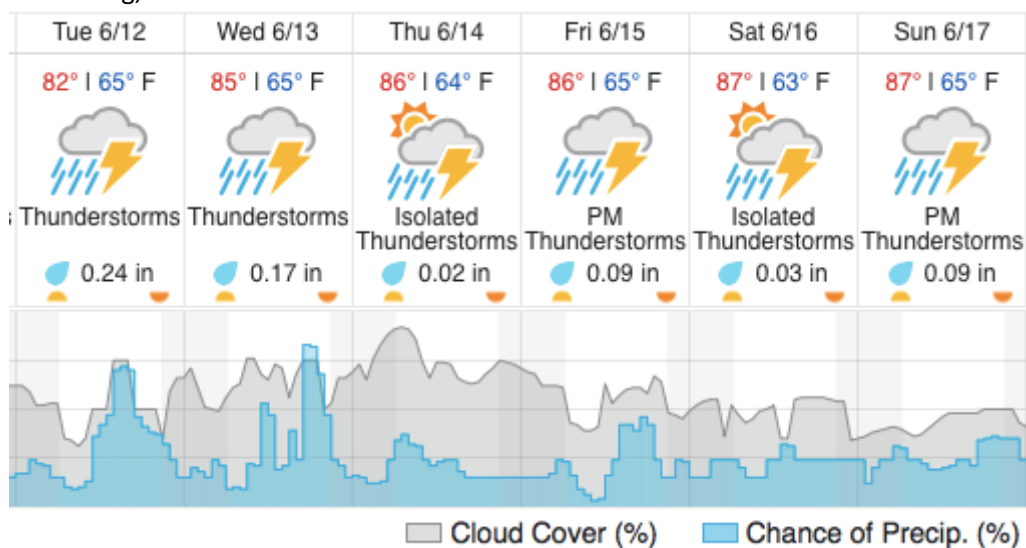 Tue 6/12 Wed 6/13 Thu 6/14 Fri 6/15 Sat 6/16 Sun 6/17
82° | 65° F 85° | 65° F 86° | 64° F 86° | 65° F 87° | 63° F 87° | 65° F
Thunderstorms Thunderstorms Isolated PM Isolated PM
Thunderstorms Thunderstorms Thunderstorms Thunderstorms
0.24 in 0.17 in 0.02 in 0.09 in 0.03 in 0.09 in
Cloud Cover (%) Chance of Precip. (%)